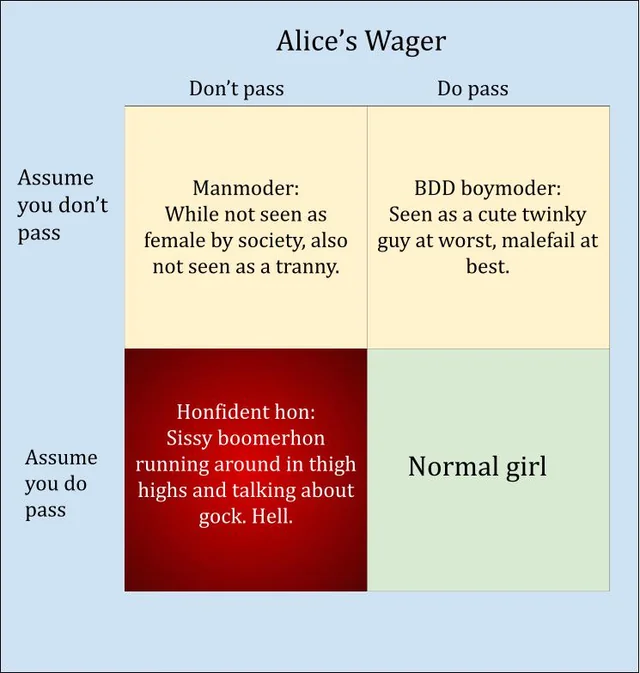 Alice’s Wager
Don’t pass
Do pass
Assume
you don’t
pass
Manmoder:
While not seen as
female by society, also
not seen as a tranny.
BDD boymoder:
Seen as a cute twinky
guy at worst, malefail at
best.
Assume
you do
pass
Honfident hon:
Sissy boomerhon
running around in thigh
highs and talking about
gock. Hell.
Normal girl